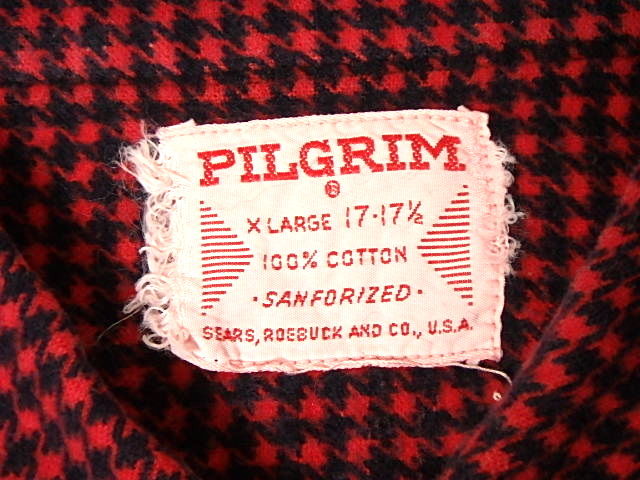 PILGRIM
®
X LARGE 17·17½
100% COTTON
·SANFORIZED·
SEARS, ROEBUCK AND CO., U.S.A.